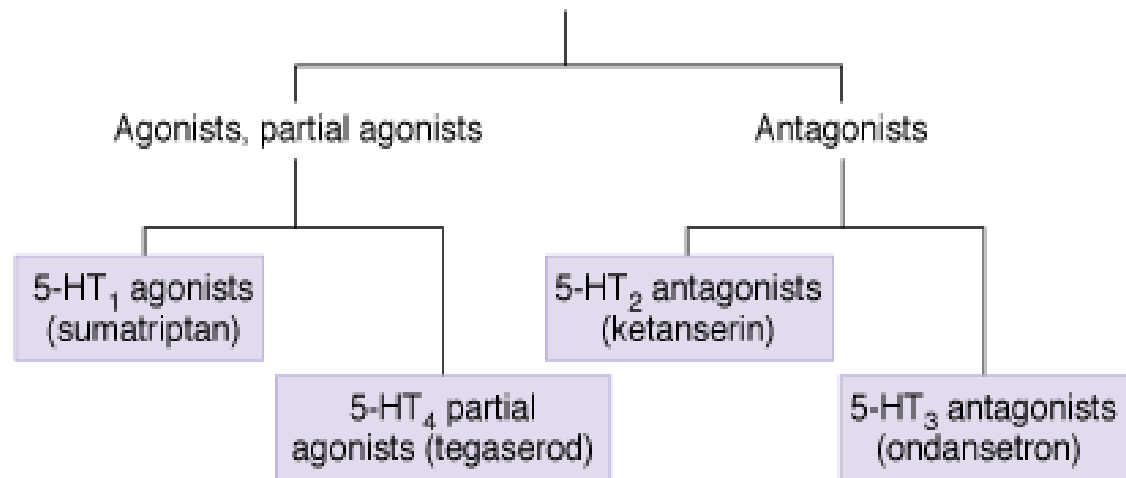 Agonists, partial agonists
Antagonists
5-HT₁ agonists
(sumatriptan)
5-HT₂ antagonists
(ketanserin)
5-HT₄ partial
agonists (tegaserod)
5-HT₃ antagonists
(ondansetron)